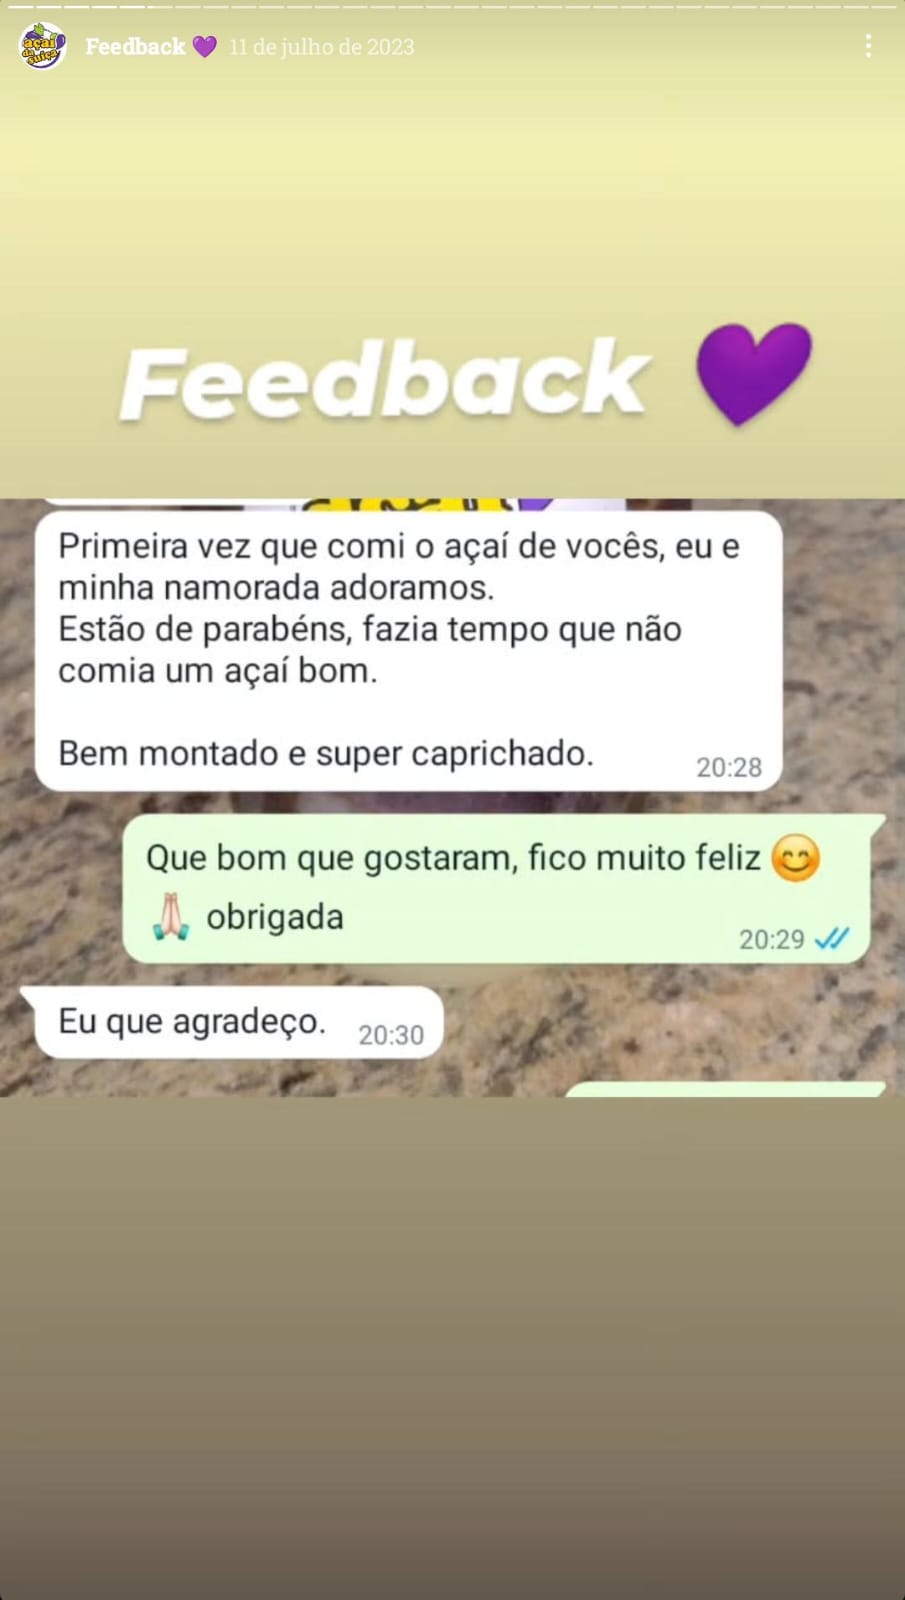 açaí
da
suíça
Feedback 💜 11 de julho de 2023
Feedback 💜
Primeira vez que comi o açaí de vocês, eu e
minha namorada adoramos.
Estão de parabéns, fazia tempo que não
comia um açaí bom.
Bem montado e super caprichado.
20:28
Que bom que gostaram, fico muito feliz 😊
🙏🏻 obrigada
20:29
Eu que agradeço.
20:30